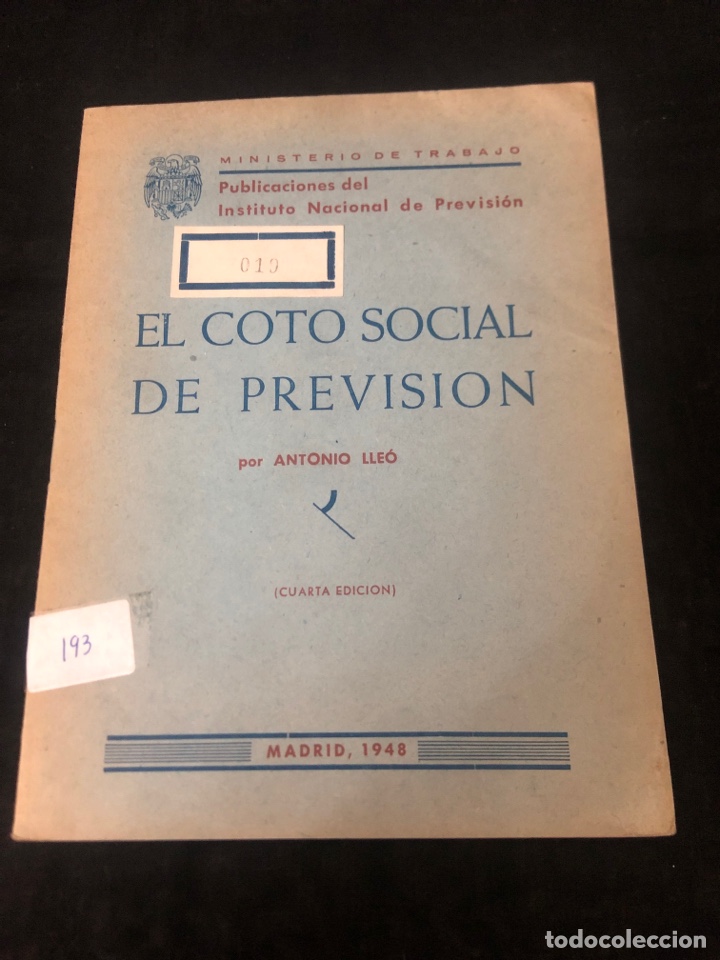 MINISTERIO DE TRABAJO
Publicaciones del
Instituto Nacional de Previsión
019
EL COTO SOCIAL
DE PREVISION
por ANTONIO LLEÓ
(CUARTA EDICION)
193
MADRID, 1948
todocoleccion